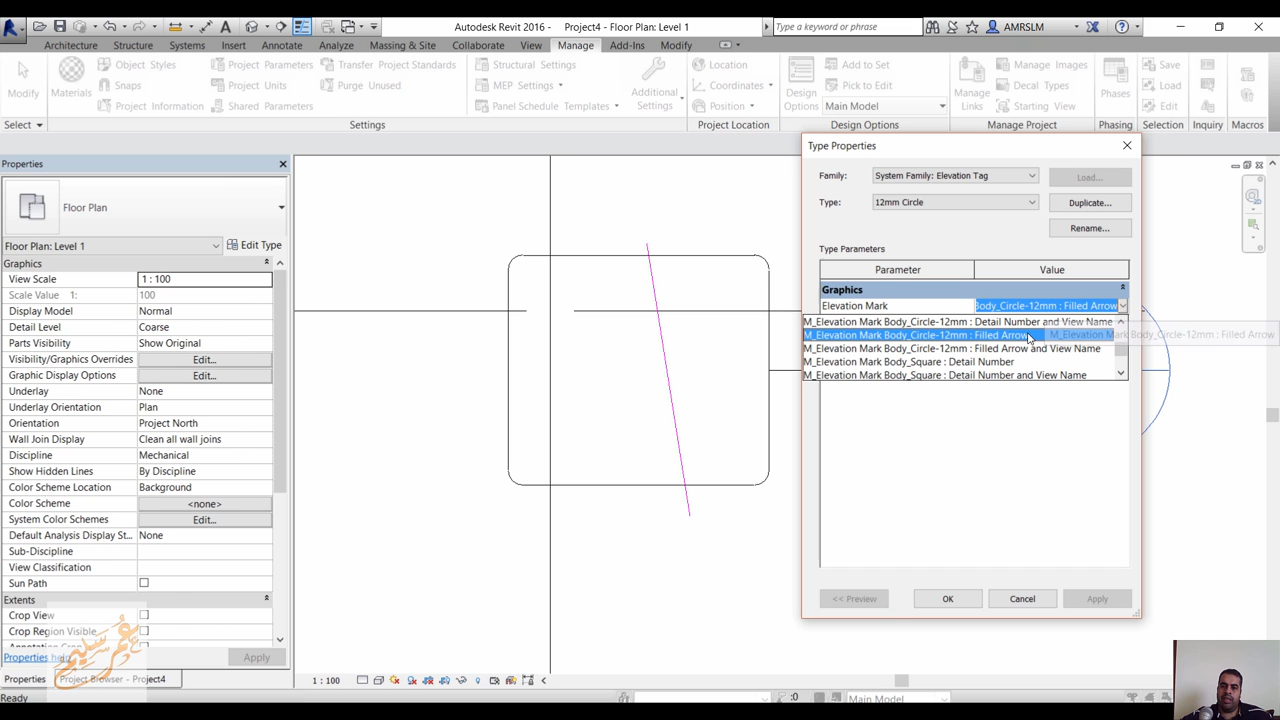 Autodesk Revit 2016 - Project4 - Floor Plan: Level 1
Type a keyword or phrase
AMRSLM
Architecture Structure Systems Insert Annotate Analyze Massing & Site Collaborate View Manage Add-Ins Modify
Modify
Materials
Object Styles
Snaps
Project Information
Project Parameters
Project Units
Shared Parameters
Transfer Project Standards
Purge Unused
Structural Settings
MEP Settings
Panel Schedule Templates
Additional
Settings
Location
Coordinates
Position
Design
Options
Add to Set
Pick to Edit
Main Model
Manage
Links
Manage Images
Decal Types
Starting View
Phases
Save
Load
Edit
Select
Settings
Project Location
Design Options
Manage Project
Phasing
Selection
Inquiry
Macros
Properties
Floor Plan
Floor Plan: Level 1
Edit Type
Graphics
View Scale 1 : 100
Scale Value 1: 100
Display Model Normal
Detail Level Coarse
Parts Visibility Show Original
Visibility/Graphics Overrides Edit...
Graphic Display Options Edit...
Underlay None
Underlay Orientation Plan
Orientation Project North
Wall Join Display Clean all wall joins
Discipline Mechanical
Show Hidden Lines By Discipline
Color Scheme Location Background
Color Scheme <none>
System Color Schemes Edit...
Default Analysis Display St... None
Sub-Discipline
View Classification
Sun Path
Extents
Crop View
Crop Region Visible
Properties help
Apply
Properties
Project Browser - Project4
Ready
عمر سليم
1 : 100
:0
Main Model
Type Properties
Family: System Family: Elevation Tag Load...
Type: 12mm Circle Duplicate...
Rename...
Type Parameters
Parameter Value
Graphics
Elevation Mark Body_Circle-12mm : Filled Arrow
M_Elevation Mark Body_Circle-12mm : Detail Number and View Name
M_Elevation Mark Body_Circle-12mm : Filled Arrow
M_Elevation Mark Body_Circle-12mm : Filled Arrow
M_Elevation Mark Body_Circle-12mm : Filled Arrow and View Name
M_Elevation Mark Body_Square : Detail Number
M_Elevation Mark Body_Square : Detail Number and View Name
<< Preview
OK
Cancel
Apply